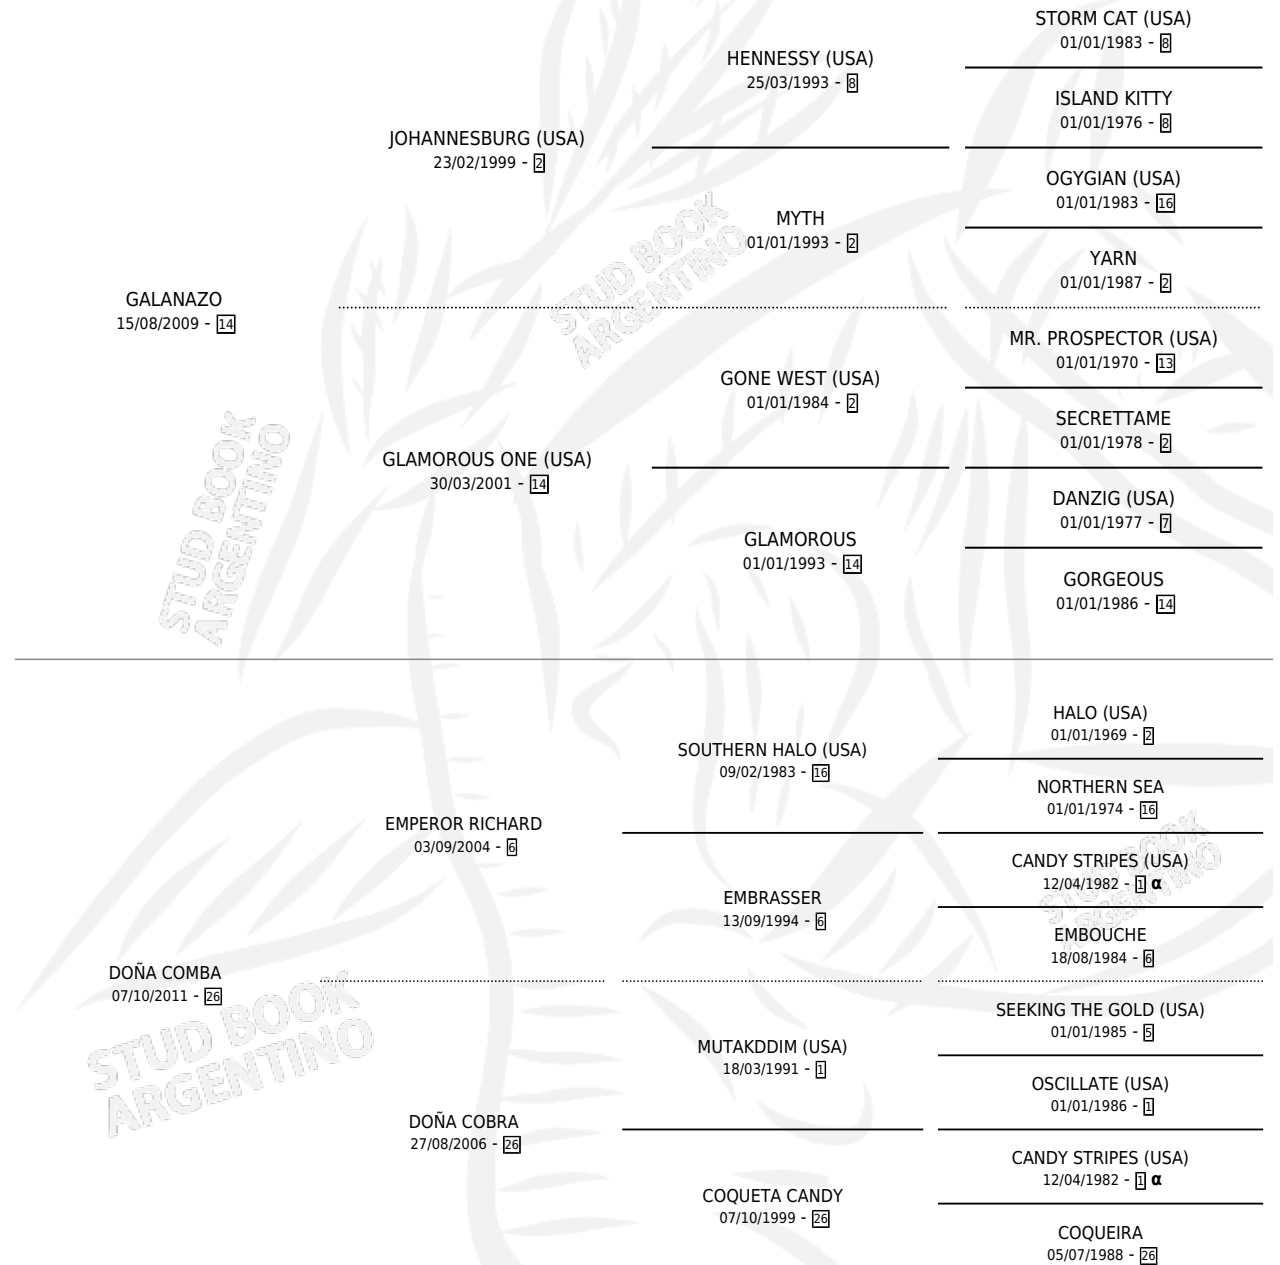 STORM CAT (USA)
01/01/1983 - 8
HENNESSY (USA)
25/03/1993 - 8
ISLAND KITTY
01/01/1976 - 8
JOHANNESBURG (USA)
23/02/1999 - 2
OGYGIAN (USA)
01/01/1983 - 16
MYTH
01/01/1993 - 2
YARN
01/01/1987 - 2
GALANAZO
15/08/2009 - 14
MR. PROSPECTOR (USA)
01/01/1970 - 13
GONE WEST (USA)
01/01/1984 - 2
SECRETTAME
01/01/1978 - 2
GLAMOROUS ONE (USA)
30/03/2001 - 14
DANZIG (USA)
01/01/1977 - 7
GLAMOROUS
01/01/1993 - 14
GORGEOUS
01/01/1986 - 14
HALO (USA)
01/01/1969 - 2
SOUTHERN HALO (USA)
09/02/1983 - 16
NORTHERN SEA
01/01/1974 - 16
EMPEROR RICHARD
03/09/2004 - 6
CANDY STRIPES (USA)
12/04/1982 - 1 α
EMBRASSER
13/09/1994 - 6
EMBOUCHE
18/08/1984 - 6
DOÑA COMBA
07/10/2011 - 26
SEEKING THE GOLD (USA)
01/01/1985 - 5
MUTAKDDIM (USA)
18/03/1991 - 1
OSCILLATE (USA)
01/01/1986 - 1
DOÑA COBRA
27/08/2006 - 26
CANDY STRIPES (USA)
12/04/1982 - 1 α
COQUETA CANDY
07/10/1999 - 26
COQUEIRA
05/07/1988 - 26
STUD BOOK
ARGENTINO
STUD BOOK
ARGENTINO
STUD BOOK
ARGENTINO
STUD BOOK
ARGENTINO